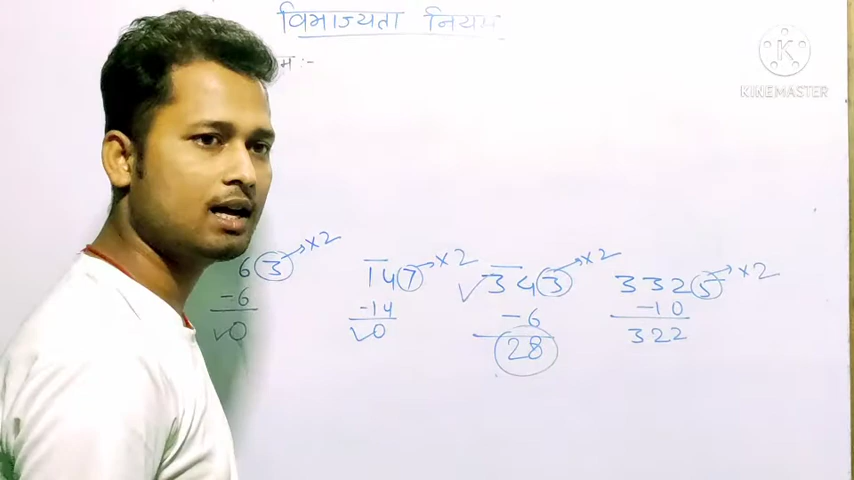 विभाज्यता नियम
म :-
K
KINEMASTER
63 → ×2
-6
✓0
147 → ×2
-14
✓0
✓343 → ×2
-6
28
3325 → ×2
-10
322